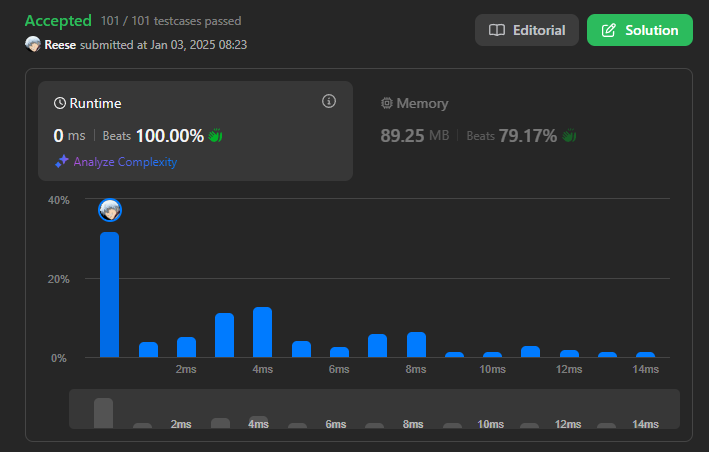 Accepted 101 / 101 testcases passed
Reese submitted at Jan 03, 2025 08:23
Editorial
Solution
Runtime
0 ms | Beats 100.00%
Analyze Complexity
Memory
89.25 MB | Beats 79.17%
40%
20%
0%
2ms 4ms 6ms 8ms 10ms 12ms 14ms
2ms 4ms 6ms 8ms 10ms 12ms 14ms